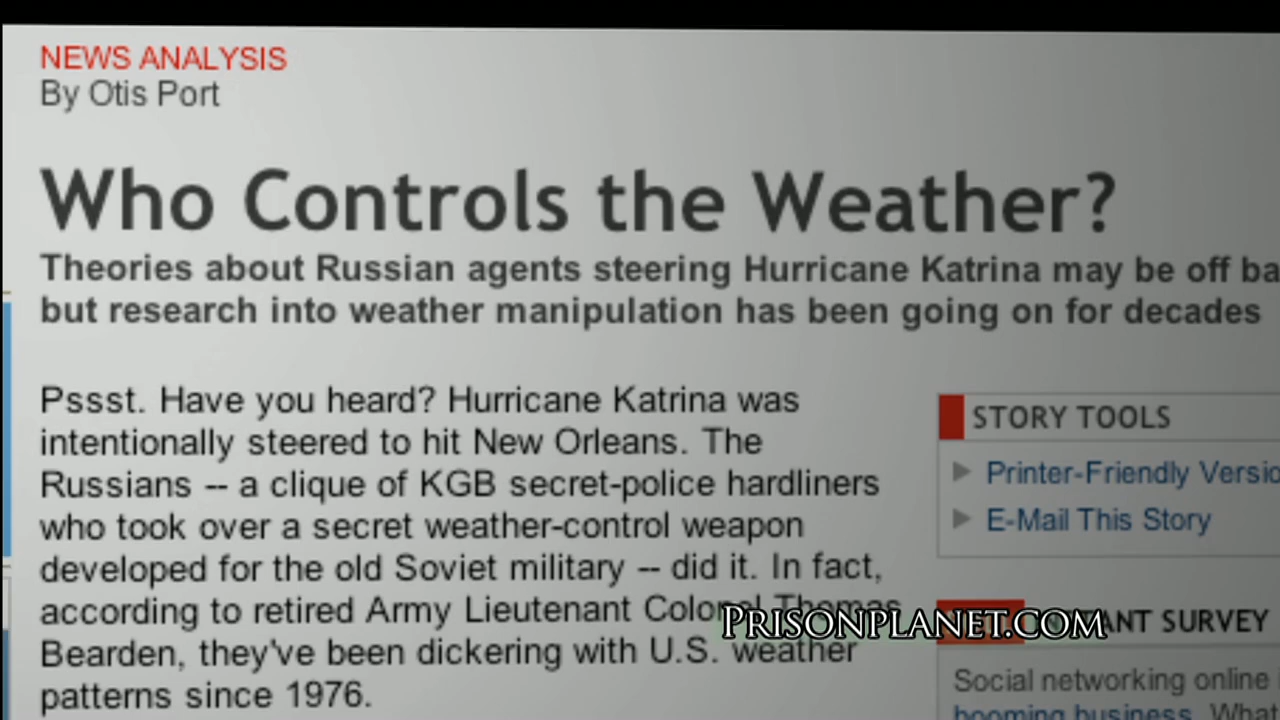 NEWS ANALYSIS
By Otis Port
Who Controls the Weather?
Theories about Russian agents steering Hurricane Katrina may be off
but research into weather manipulation has been going on for decades
Pssst. Have you heard? Hurricane Katrina was
intentionally steered to hit New Orleans. The
Russians -- a clique of KGB secret-police hardliners
who took over a secret weather-control weapon
developed for the old Soviet military -- did it. In fact,
according to retired Army Lieutenant Colonel Thomas
Bearden, they've been dickering with U.S. weather
patterns since 1976.
STORY TOOLS
Printer-Friendly
E-Mail This Story
PRISONPLANET.COM
SURVEY
Social networking online
booming business. What